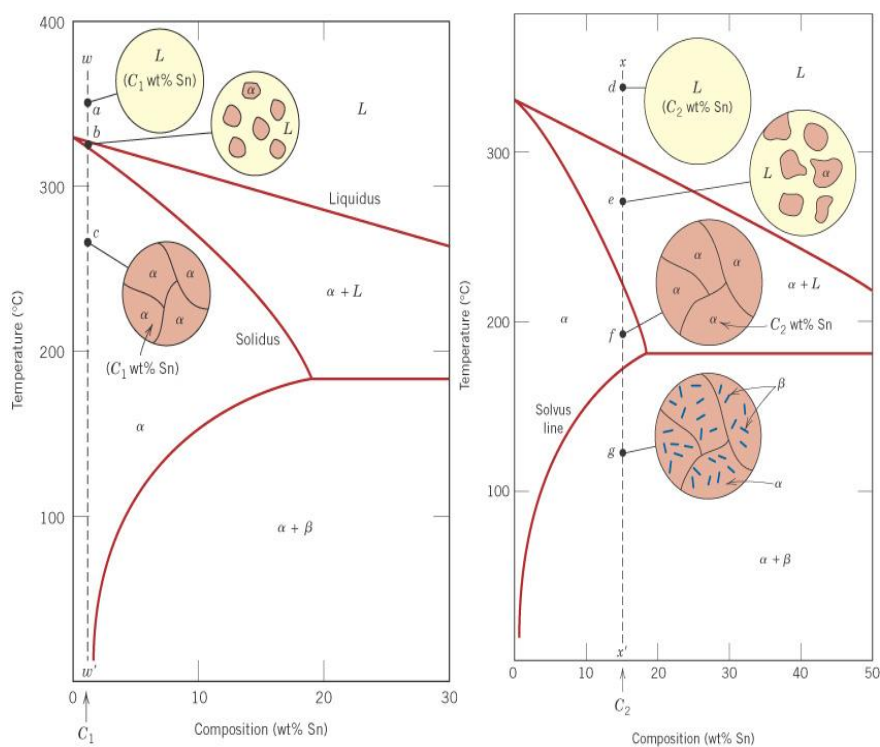 400
w
L
(C₁ wt% Sn)
a
α
L
L
b
300
Liquidus
c
α
α
α + L
α
α
Solidus
(C₁ wt% Sn)
200
α
100
α + β
w'
0
10
20
30
C₁
Composition (wt% Sn)
Temperature (°C)
x
L
d
L
(C₂ wt% Sn)
300
L
α
e
α
α
α + L
α
α
α
f
C₂ wt% Sn
200
β
Solvus
line
g
α
100
α + β
x'
0
10
20
30
40
50
C₂
Composition (wt% Sn)
Temperature (°C)